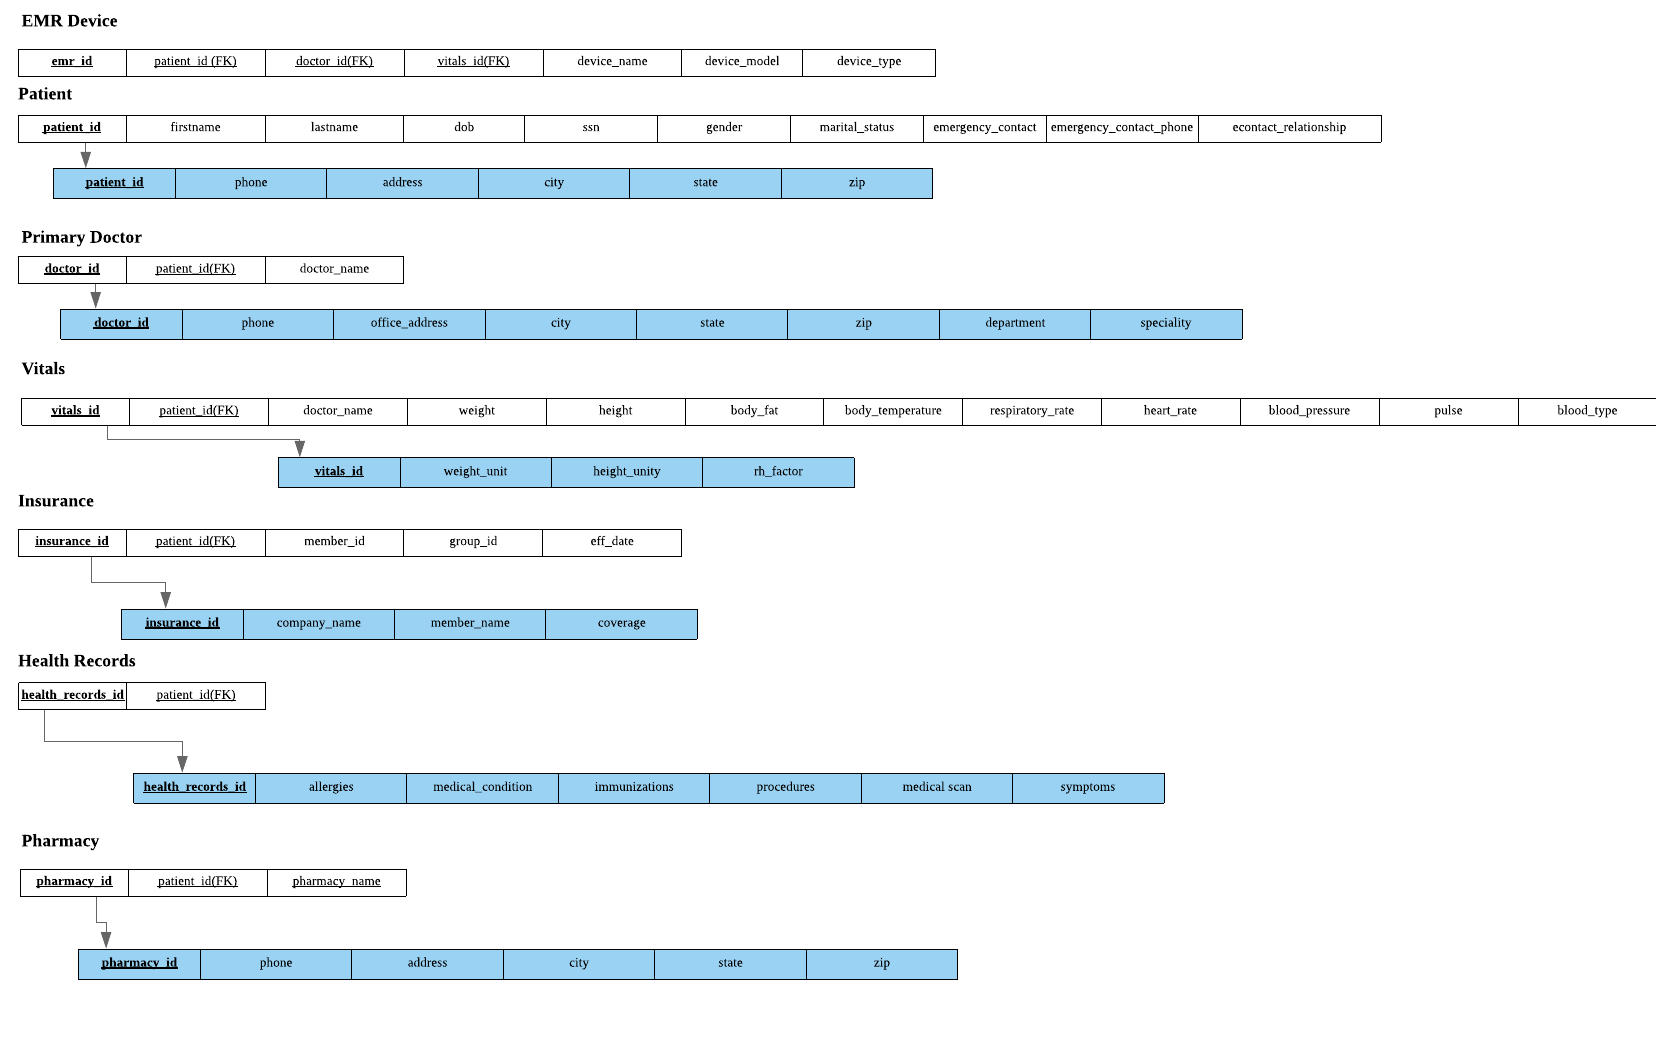 EMR Device
emr_id patient_id (FK) doctor_id(FK) vitals_id(FK) device_name device_model device_type
Patient
patient_id firstname lastname dob ssn gender marital_status emergency_contact emergency_contact_phone econtact_relationship
patient_id phone address city state zip
Primary Doctor
doctor_id patient_id(FK) doctor_name
doctor_id phone office_address city state zip department speciality
Vitals
vitals_id patient_id(FK) doctor_name weight height body_fat body_temperature respiratory_rate heart_rate blood_pressure pulse blood_type
vitals_id weight_unit height_unity rh_factor
Insurance
insurance_id patient_id(FK) member_id group_id eff_date
insurance_id company_name member_name coverage
Health Records
health_records_id patient_id(FK)
health_records_id allergies medical_condition immunizations procedures medical scan symptoms
Pharmacy
pharmacy_id patient_id(FK) pharmacy_name
pharmacy_id phone address city state zip